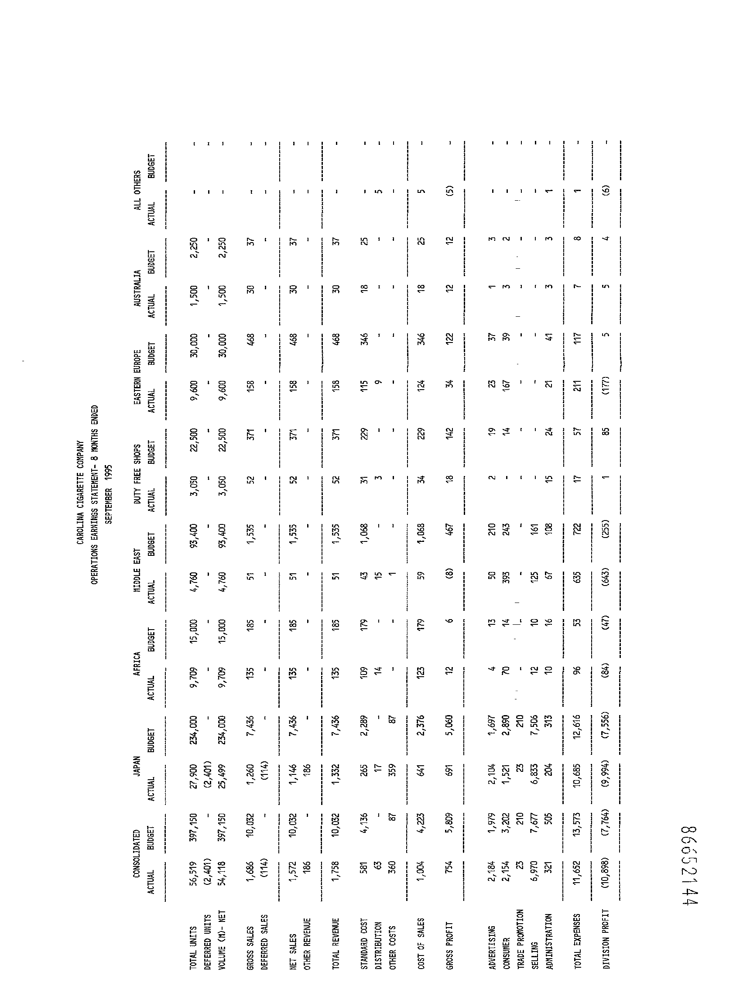 CAROLINA CIGARETTE COMPANY
OPERATIONS EARNINGS STATEMENT- 8 MONTHS ENDED
SEPTEMBER 1995
CONSOLIDATED JAPAN AFRICA MIDDLE EAST DUTY FREE SHOPS EASTERN EUROPE AUSTRALIA ALL OTHERS
ACTUAL BUDGET ACTUAL BUDGET ACTUAL BUDGET ACTUAL BUDGET ACTUAL BUDGET ACTUAL BUDGET ACTUAL BUDGET ACTUAL BUDGET
TOTAL UNITS 56,519 397,150 27,900 234,000 9,709 15,000 4,760 93,400 3,050 22,500 9,600 30,000 1,500 2,250 - -
DEFERRED UNITS (2,401) - (2,401) - - - - - - - - - - - - -
VOLUME (M)- NET 54,118 397,150 25,499 234,000 9,709 15,000 4,760 93,400 3,050 22,500 9,600 30,000 1,500 2,250 - -
GROSS SALES 1,686 10,032 1,260 7,436 135 185 51 1,535 52 371 158 468 30 37 - -
DEFERRED SALES (114) - (114) - - - - - - - - - - - - -
NET SALES 1,572 10,032 1,146 7,436 135 185 51 1,535 52 371 158 468 30 37 - -
OTHER REVENUE 186 - 186 - - - - - - - - - - - - -
TOTAL REVENUE 1,758 10,032 1,332 7,436 135 185 51 1,535 52 371 158 468 30 37 - -
STANDARD COST 581 4,136 265 2,289 109 179 43 1,068 31 229 115 346 18 25 - -
DISTRIBUTION 63 - 17 - 14 - 15 - 3 - 9 - - - 5 -
OTHER COSTS 360 87 359 87 - - 1 - - - - - - - - -
COST OF SALES 1,004 4,223 641 2,376 123 179 59 1,068 34 229 124 346 18 25 5 -
GROSS PROFIT 754 5,809 691 5,060 12 6 (8) 467 18 142 34 122 12 12 (5) -
ADVERTISING 2,184 1,979 2,104 1,697 4 13 50 210 2 19 23 37 1 3 - -
CONSUMER 2,154 3,202 1,521 2,890 70 14 393 243 - 14 167 39 3 2 - -
TRADE PROMOTION 23 210 23 210 - - - - - - - - - - - -
SELLING 6,970 7,677 6,833 7,506 12 10 125 161 - - - - - - - -
ADMINISTRATION 321 505 204 313 10 16 67 108 15 24 21 41 3 3 1 -
TOTAL EXPENSES 11,652 13,573 10,685 12,616 96 53 635 722 17 57 211 117 7 8 1 -
DIVISION PROFIT (10,898) (7,764) (9,994) (7,556) (84) (47) (643) (255) 1 85 (177) 5 5 4 (6) -
86652144